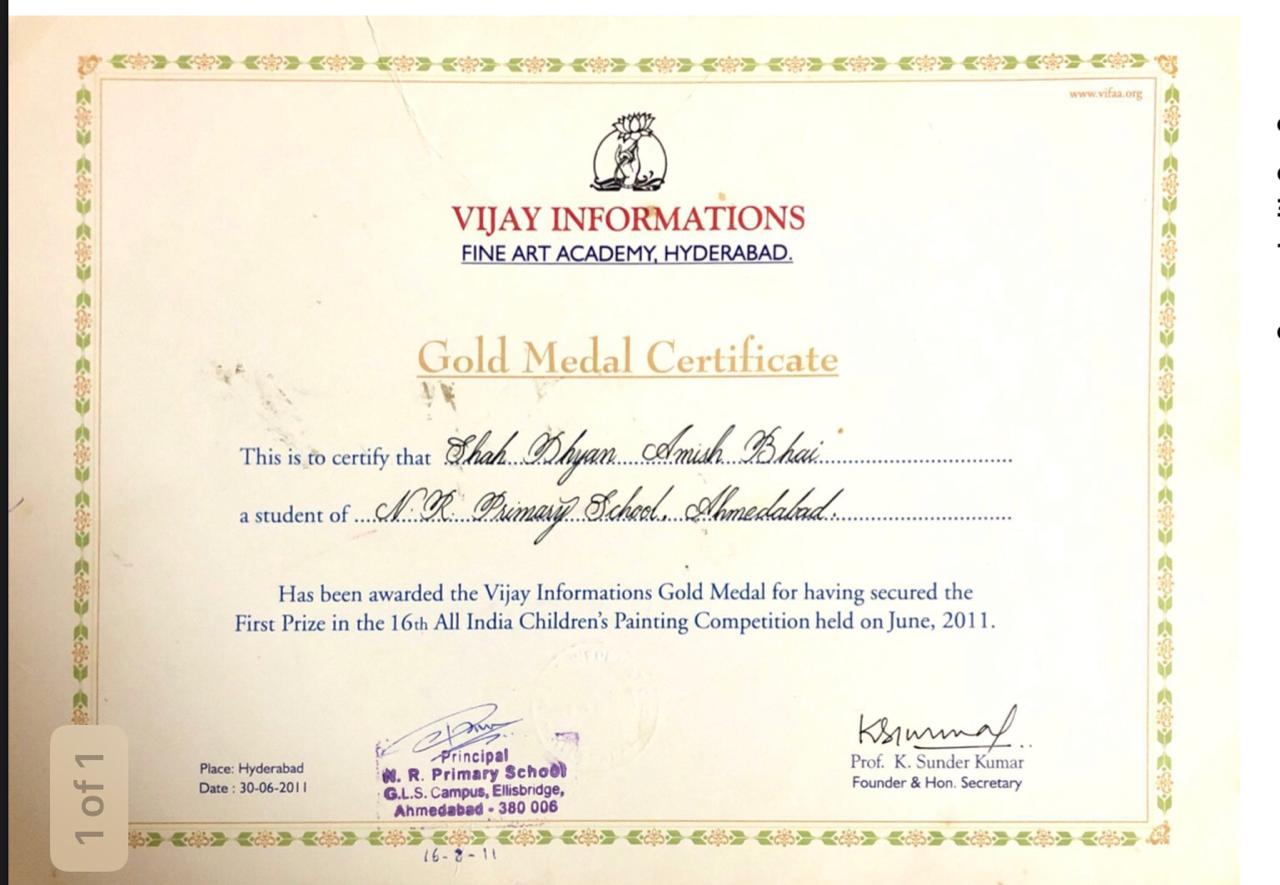 www.vifaa.org
VIJAY INFORMATIONS
FINE ART ACADEMY, HYDERABAD.
Gold Medal Certificate
This is to certify that Shah Dhyan Amish Bhai
a student of N. R. Primary School, Ahmedabad.
Has been awarded the Vijay Informations Gold Medal for having secured the
First Prize in the 16th All India Children's Painting Competition held on June, 2011.
Place: Hyderabad
Date : 30-06-2011
Principal
N. R. Primary School
G.L.S. Campus, Ellisbridge,
Ahmedabad - 380 006
16-8-11
Prof. K. Sunder Kumar
Founder & Hon. Secretary
1 of 1